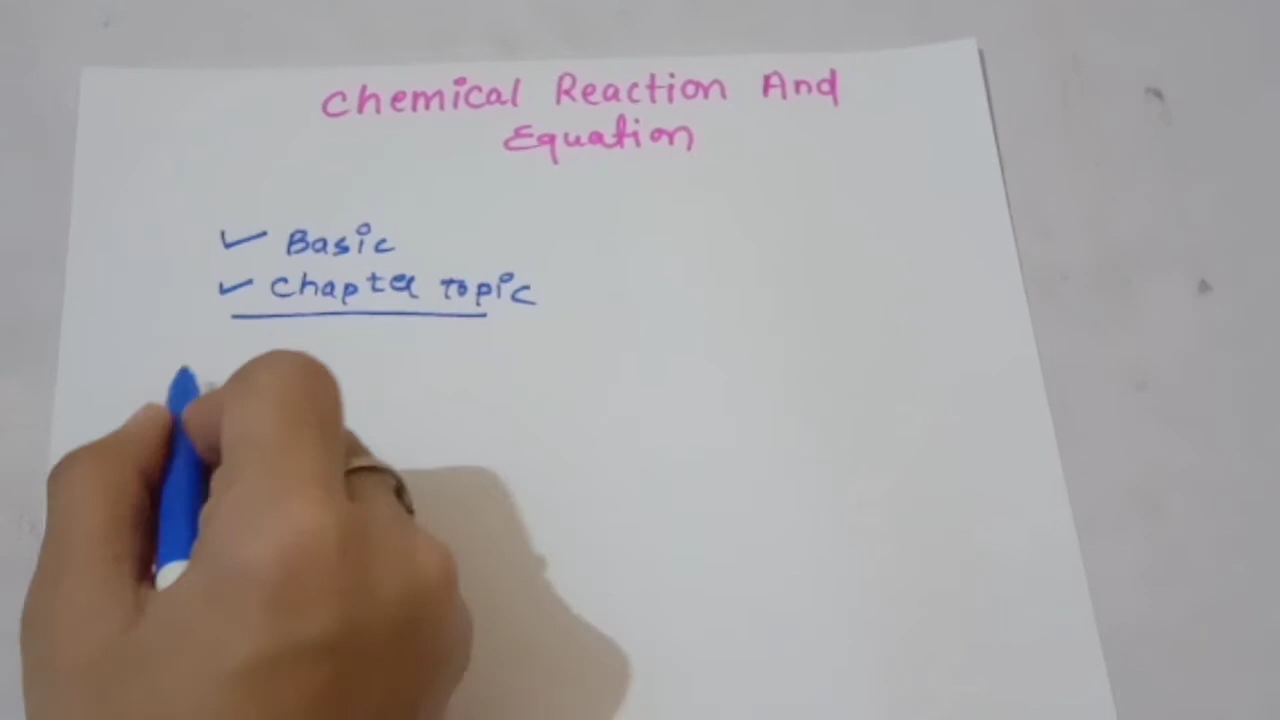 Chemical Reaction And
Equation
✓ Basic
✓ Chapter Topic